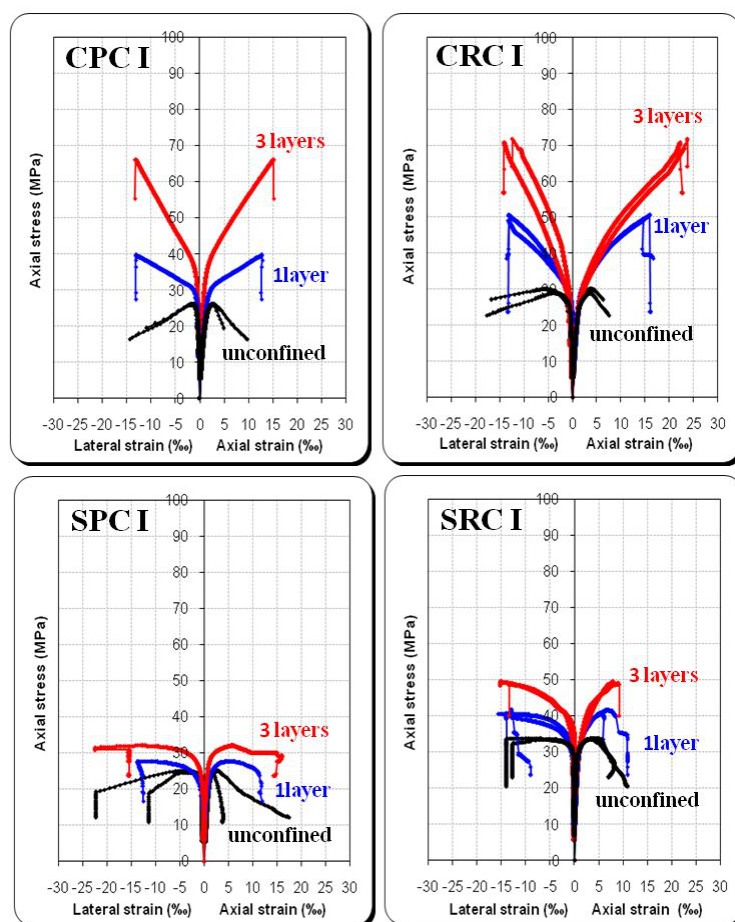 CPC I
100
90
80
70
60
50
40
30
20
10
0
Axial stress (MPa)
3 layers
1layer
unconfined
-30 -25 -20 -15 -10 -5 0 5 10 15 20 25 30
Lateral strain (‰) Axial strain (‰)
CRC I
100
90
80
70
60
50
40
30
20
10
0
Axial stress (MPa)
3 layers
1layer
unconfined
-30 -25 -20 -15 -10 -5 0 5 10 15 20 25 30
Lateral strain (‰) Axial strain (‰)
SPC I
100
90
80
70
60
50
40
30
20
10
0
Axial stress (MPa)
3 layers
1layer
unconfined
-30 -25 -20 -15 -10 -5 0 5 10 15 20 25 30
Lateral strain (‰) Axial strain (‰)
SRC I
100
90
80
70
60
50
40
30
20
10
0
Axial stress (MPa)
3 layers
1layer
unconfined
-30 -25 -20 -15 -10 -5 0 5 10 15 20 25 30
Lateral strain (‰) Axial strain (‰)